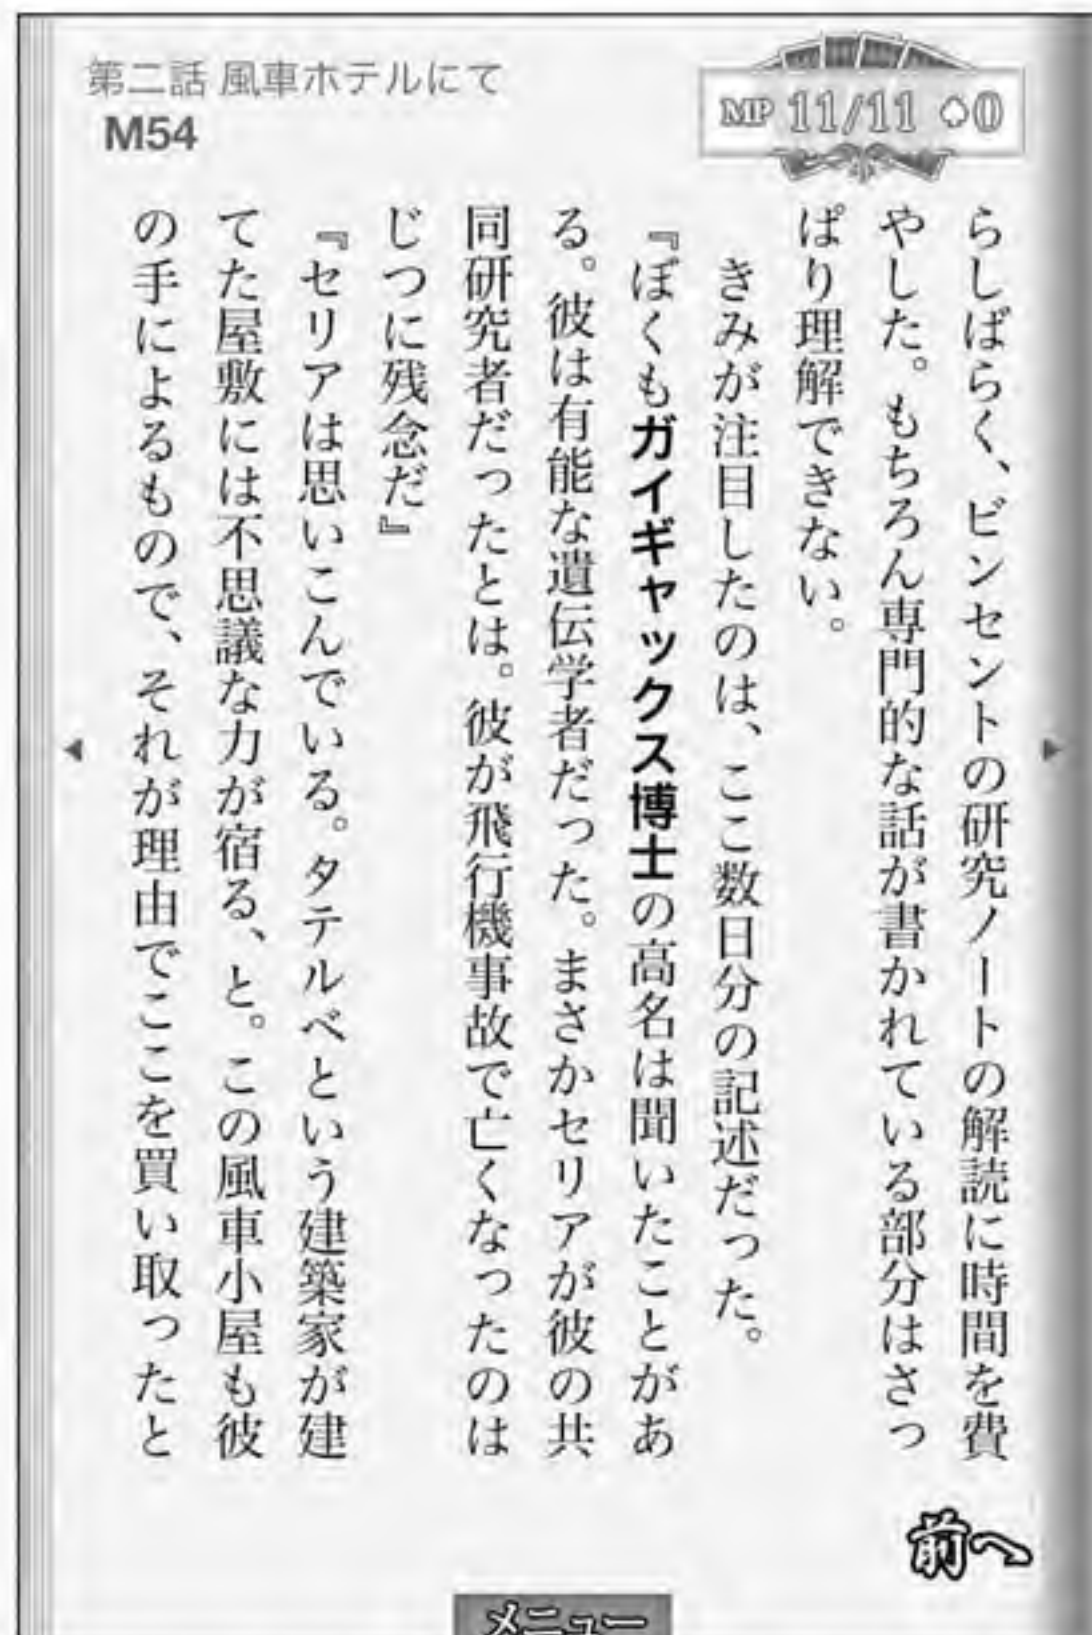 第二話 風車ホテルにて
M54
MP 11/11 ♤0
らしばらく、ビンセントの研究ノートの解読に時間を費
やした。もちろん専門的な話が書かれている部分はさっ
ぱり理解できない。
きみが注目したのは、ここ数日分の記述だった。
『ぼくもガイギャックス博士の高名は聞いたことがあ
る。彼は有能な遺伝学者だった。まさかセリアが彼の共
同研究者だったとは。彼が飛行機事故で亡くなったのは
じつに残念だ』
『セリアは思いこんでいる。タテルベという建築家が建
てた屋敷には不思議な力が宿る、と。この風車小屋も彼
の手によるもので、それが理由でここを買い取ったと
前へ
メニュー